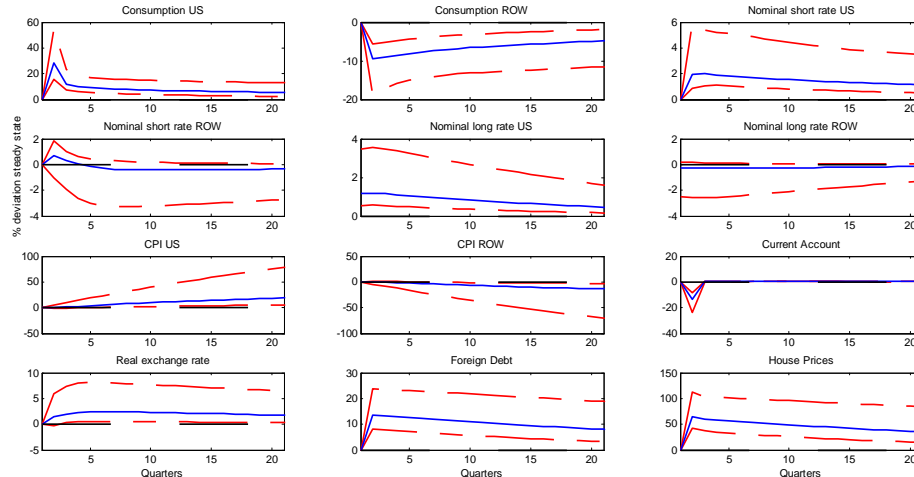 Consumption US
Consumption ROW
Nominal short rate US
60
40
20
0
5 10 15 20
0
-10
-20
5 10 15 20
6
4
2
0
5 10 15 20
Nominal short rate ROW
Nominal long rate US
Nominal long rate ROW
2
0
-2
-4
5 10 15 20
4
2
0
5 10 15 20
2
0
-2
-4
5 10 15 20
% deviation steady state
CPI US
CPI ROW
Current Account
100
50
0
-50
5 10 15 20
50
0
-50
-100
5 10 15 20
20
0
-20
-40
5 10 15 20
Real exchange rate
Foreign Debt
House Prices
10
5
0
-5
5 10 15 20
30
20
10
0
5 10 15 20
150
100
50
0
5 10 15 20
Quarters
Quarters
Quarters